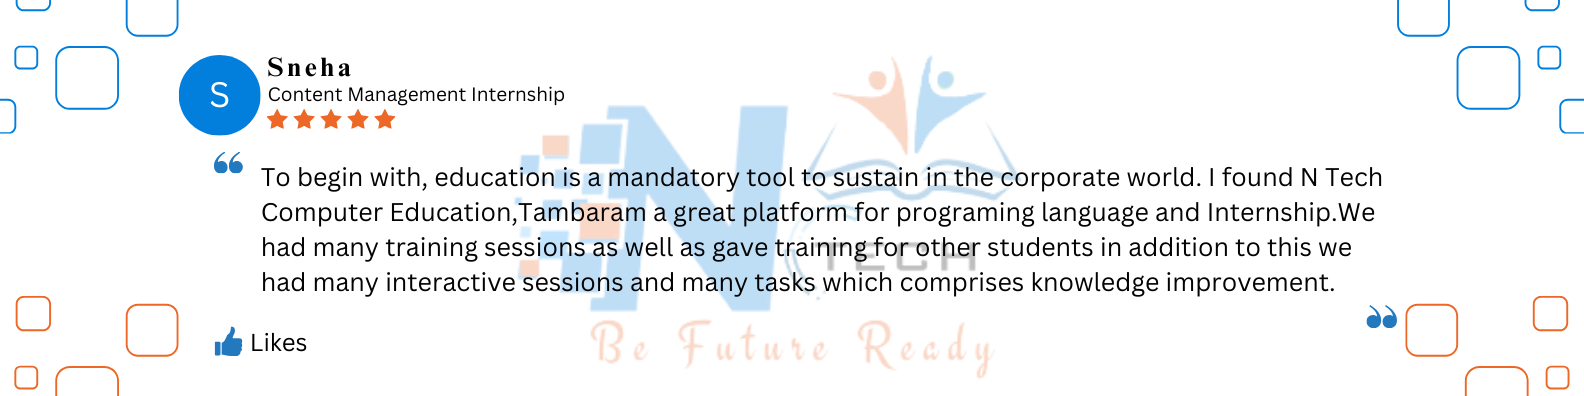 S
Sneha
Content Management Internship
“
To begin with, education is a mandatory tool to sustain in the corporate world. I found N Tech
Computer Education,Tambaram a great platform for programing language and Internship.We
had many training sessions as well as gave training for other students in addition to this we
had many interactive sessions and many tasks which comprises knowledge improvement.
”
Likes
N
TECH
Be Future Ready